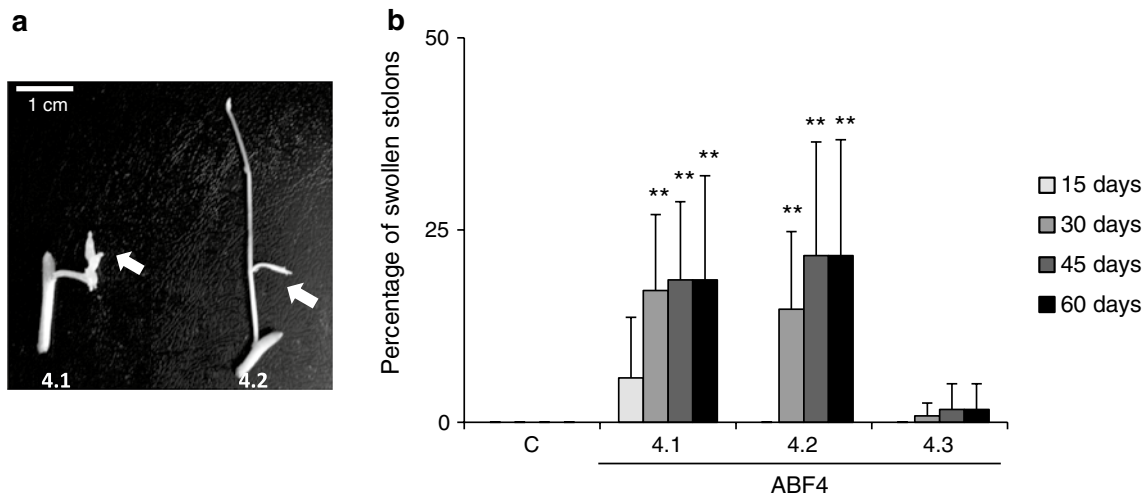 a
1 cm
4.1
4.2
b
Percentage of swollen stolons
50
25
0
** ** **
** ** **
C
4.1
4.2
4.3
ABF4
15 days
30 days
45 days
60 days